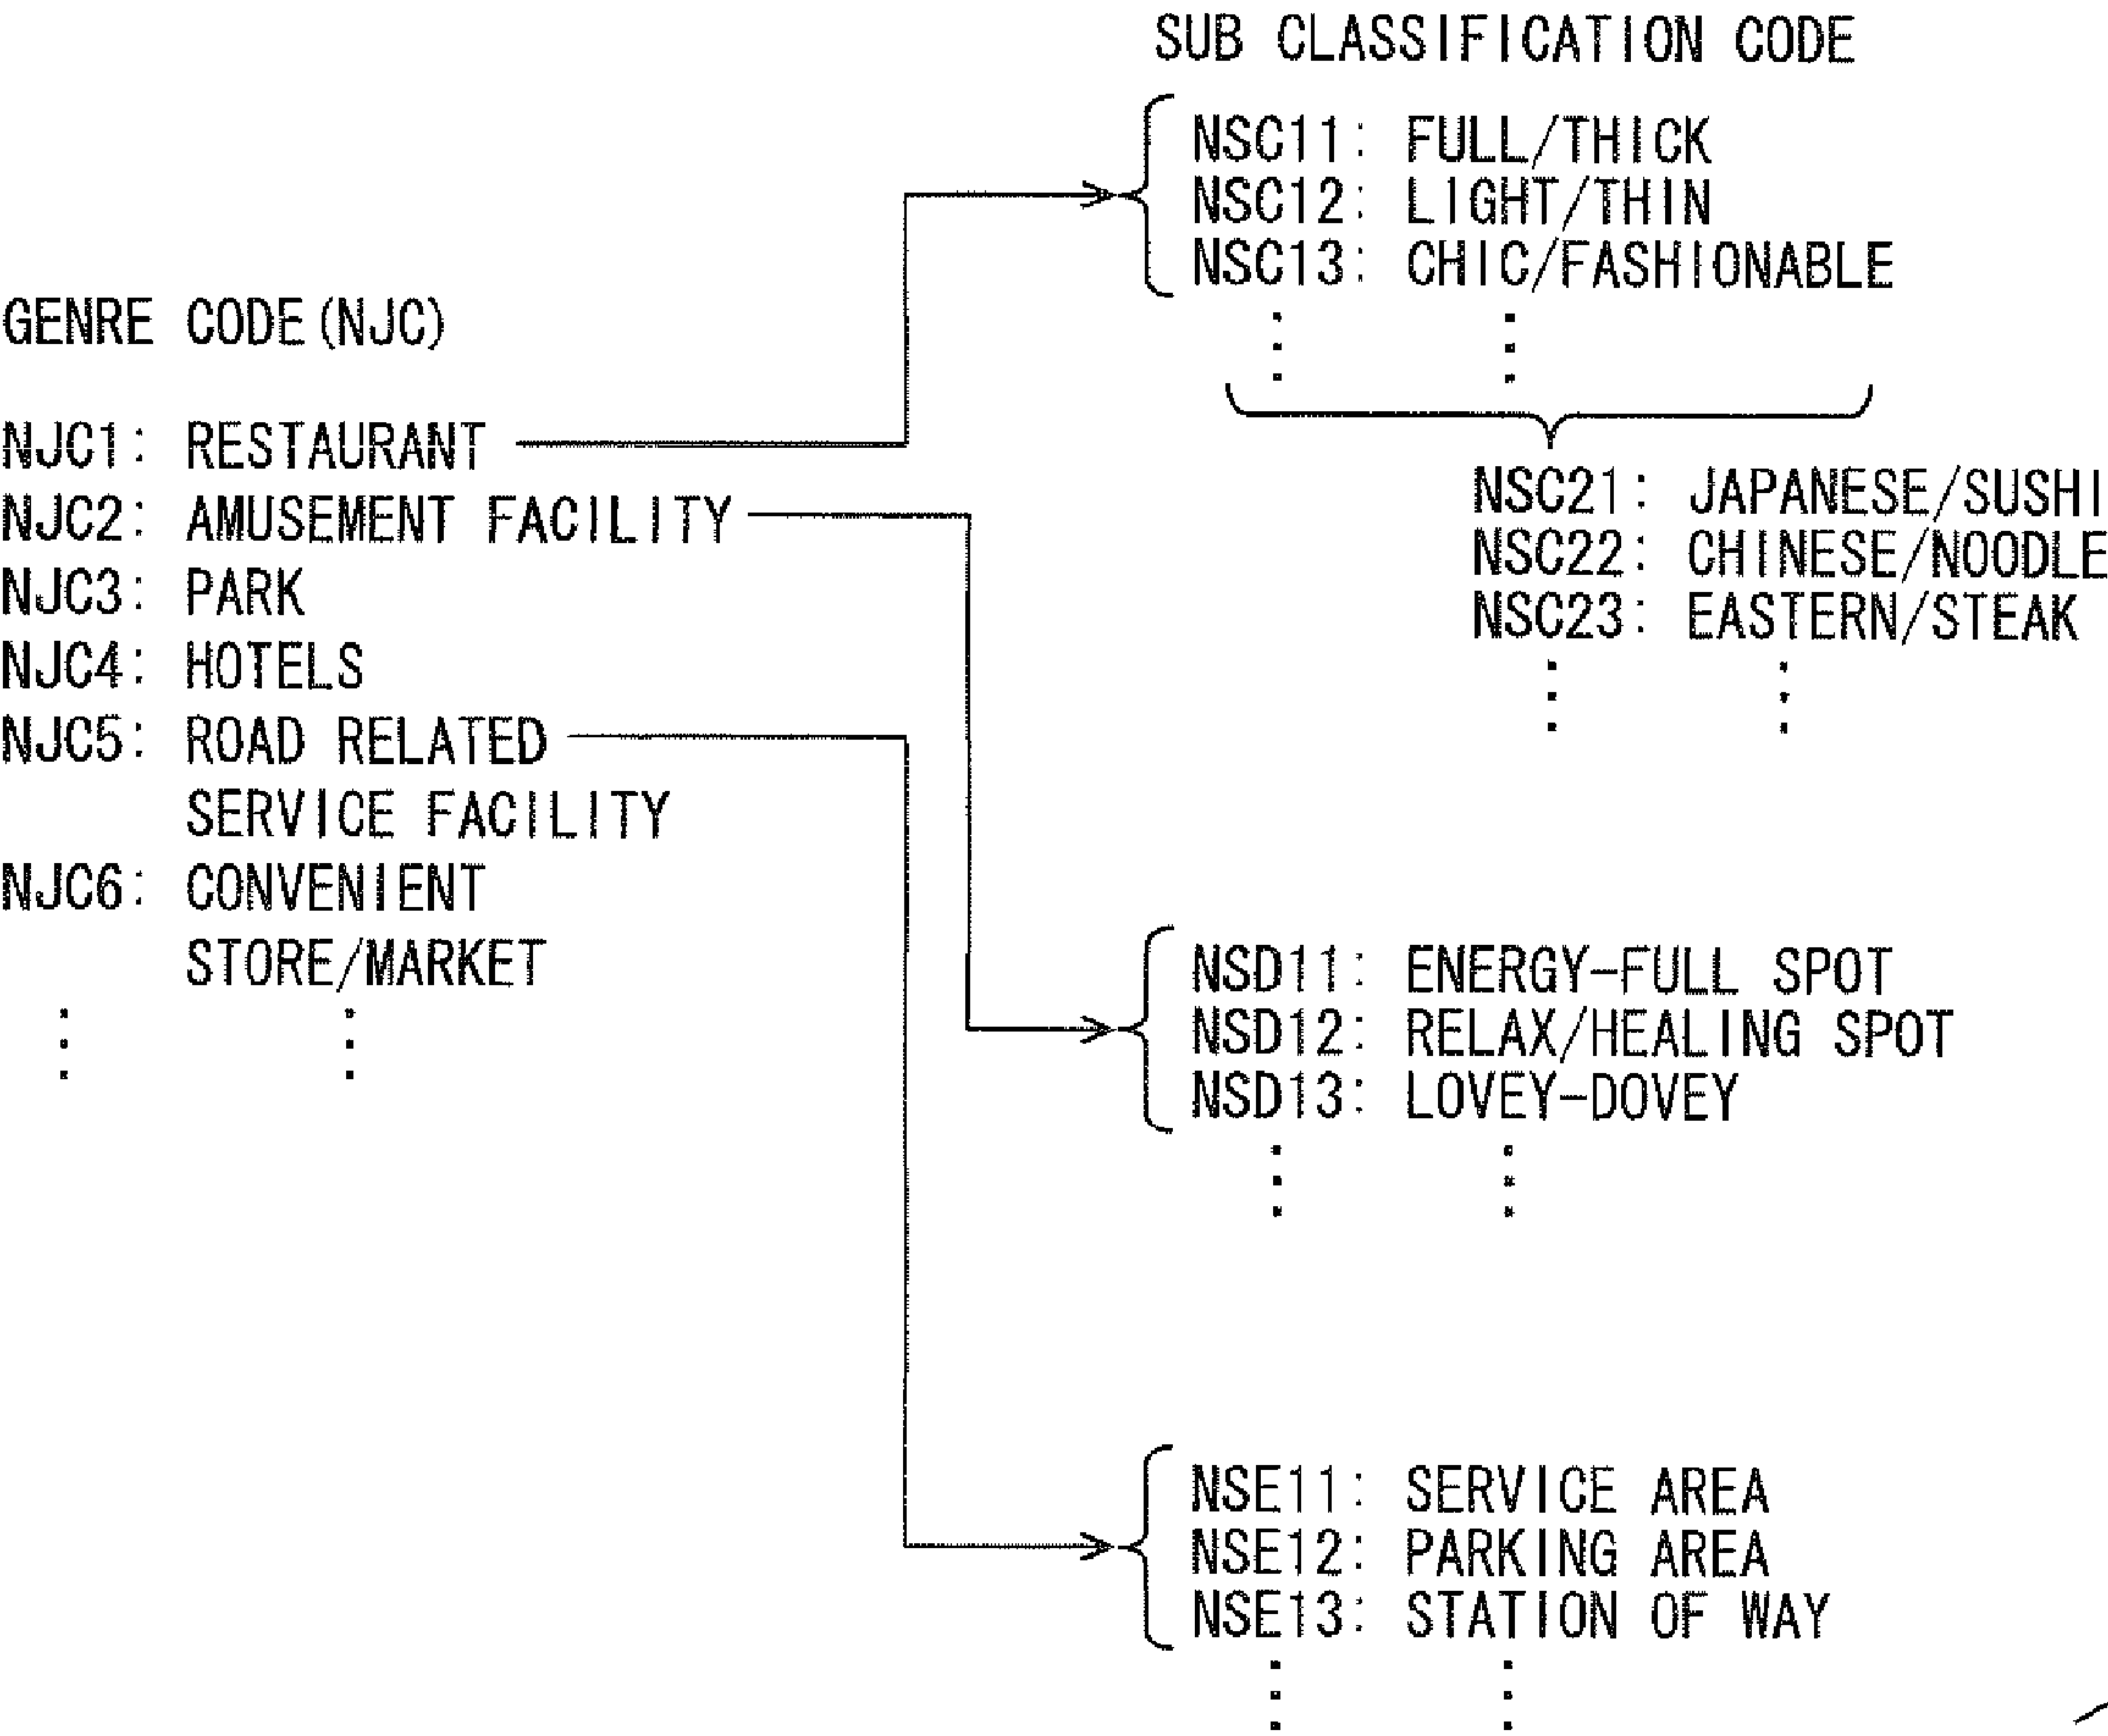 SUB CLASSIFICATION CODE
NSC11: FULL/THICK
NSC12: LIGHT/THIN
NSC13: CHIC/FASHIONABLE
GENRE CODE(NJC)
NJC1: RESTAURANT
NJC2: AMUSEMENT FACILITY
NJC3: PARK
NJC4: HOTELS
NJC5: ROAD RELATED
SERVICE FACILITY
NJC6: CONVENIENT
STORE/MARKET
NSC21: JAPANESE/SUSHI
NSC22: CHINESE/NOODLE
NSC23: EASTERN/STEAK
NSD11: ENERGY-FULL SPOT
NSD12: RELAX/HEALING SPOT
NSD13: LOVEY-DOVEY
NSE11: SERVICE AREA
NSE12: PARKING AREA
NSE13: STATION OF WAY